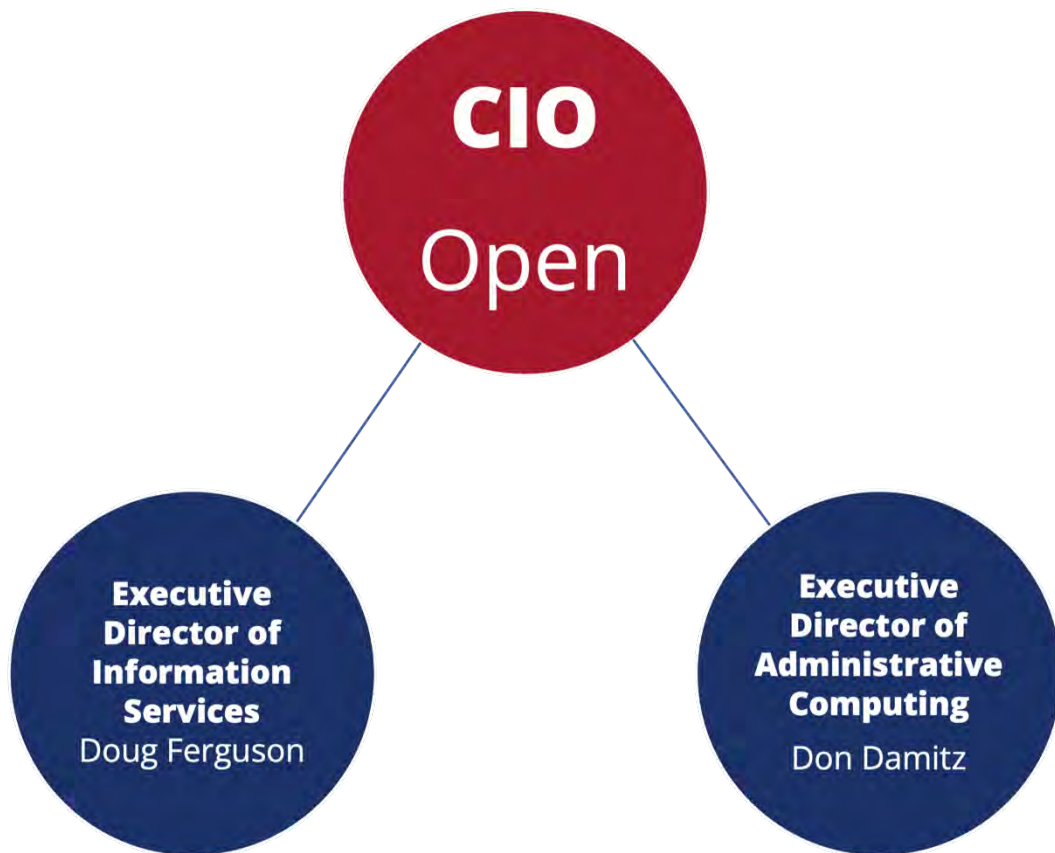 CIO
Open
Executive
Director of
Information
Services
Doug Ferguson
Executive
Director of
Administrative
Computing
Don Damitz